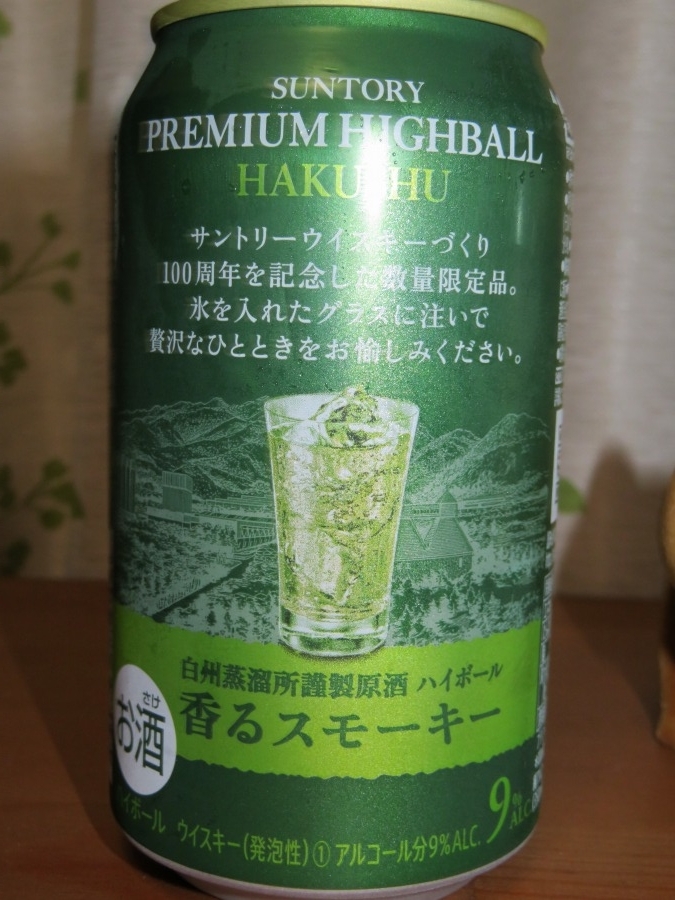 SUNTORY
PREMIUM HIGHBALL
HAKUSHU
サントリーウイスキーづくり
100周年を記念した数量限定品。
氷を入れたグラスに注いで
贅沢なひとときをお愉しみください。
白州蒸溜所謹製原酒 ハイボール
香るスモーキー
さけ
お酒
ハイボール ウイスキー(発泡性)① アルコール分9%ALC.
9% ALC.